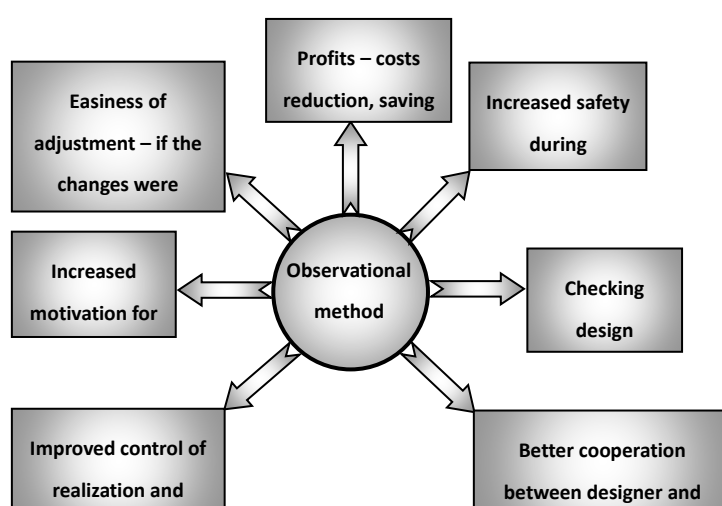 Profits – costs
reduction, saving
Easiness of
adjustment – if the
changes were
Increased safety
during
Increased
motivation for
Observational
method
Checking
design
Improved control of
realization and
Better cooperation
between designer and